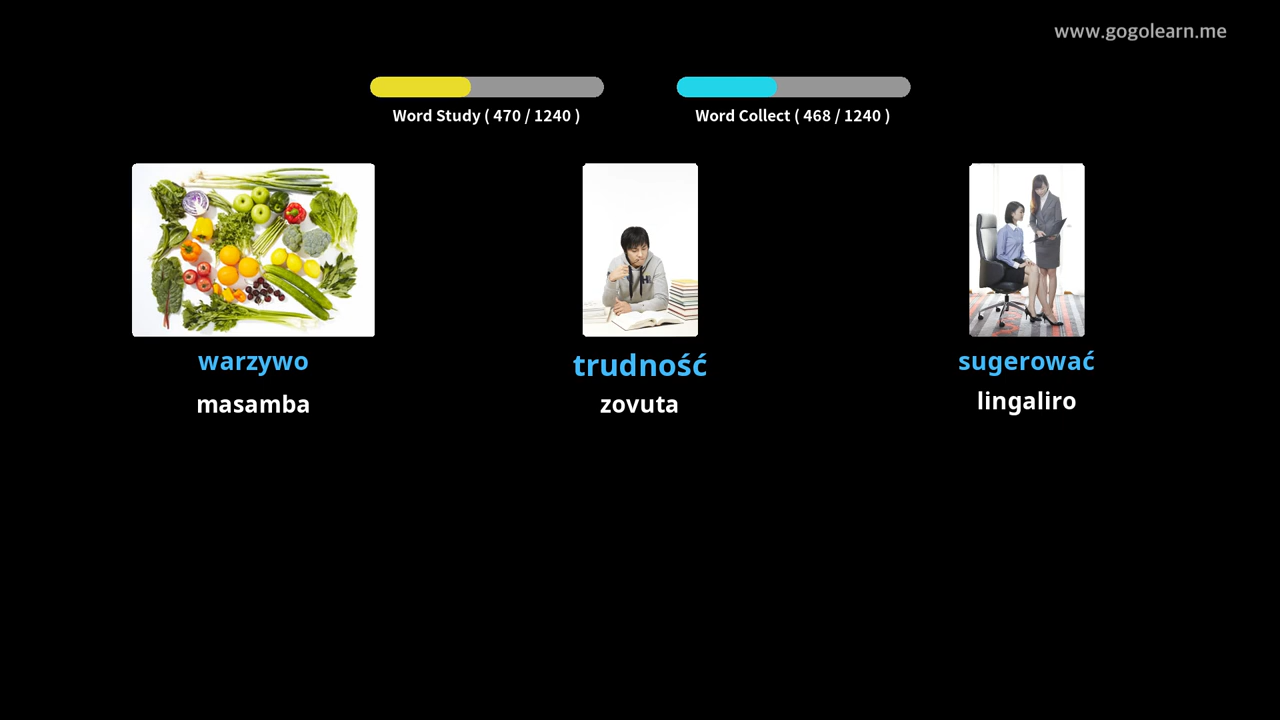 www.gogolearn.me
Word Study ( 470 / 1240 )
Word Collect ( 468 / 1240 )
warzywo
trudność
sugerować
masamba
zovuta
lingaliro